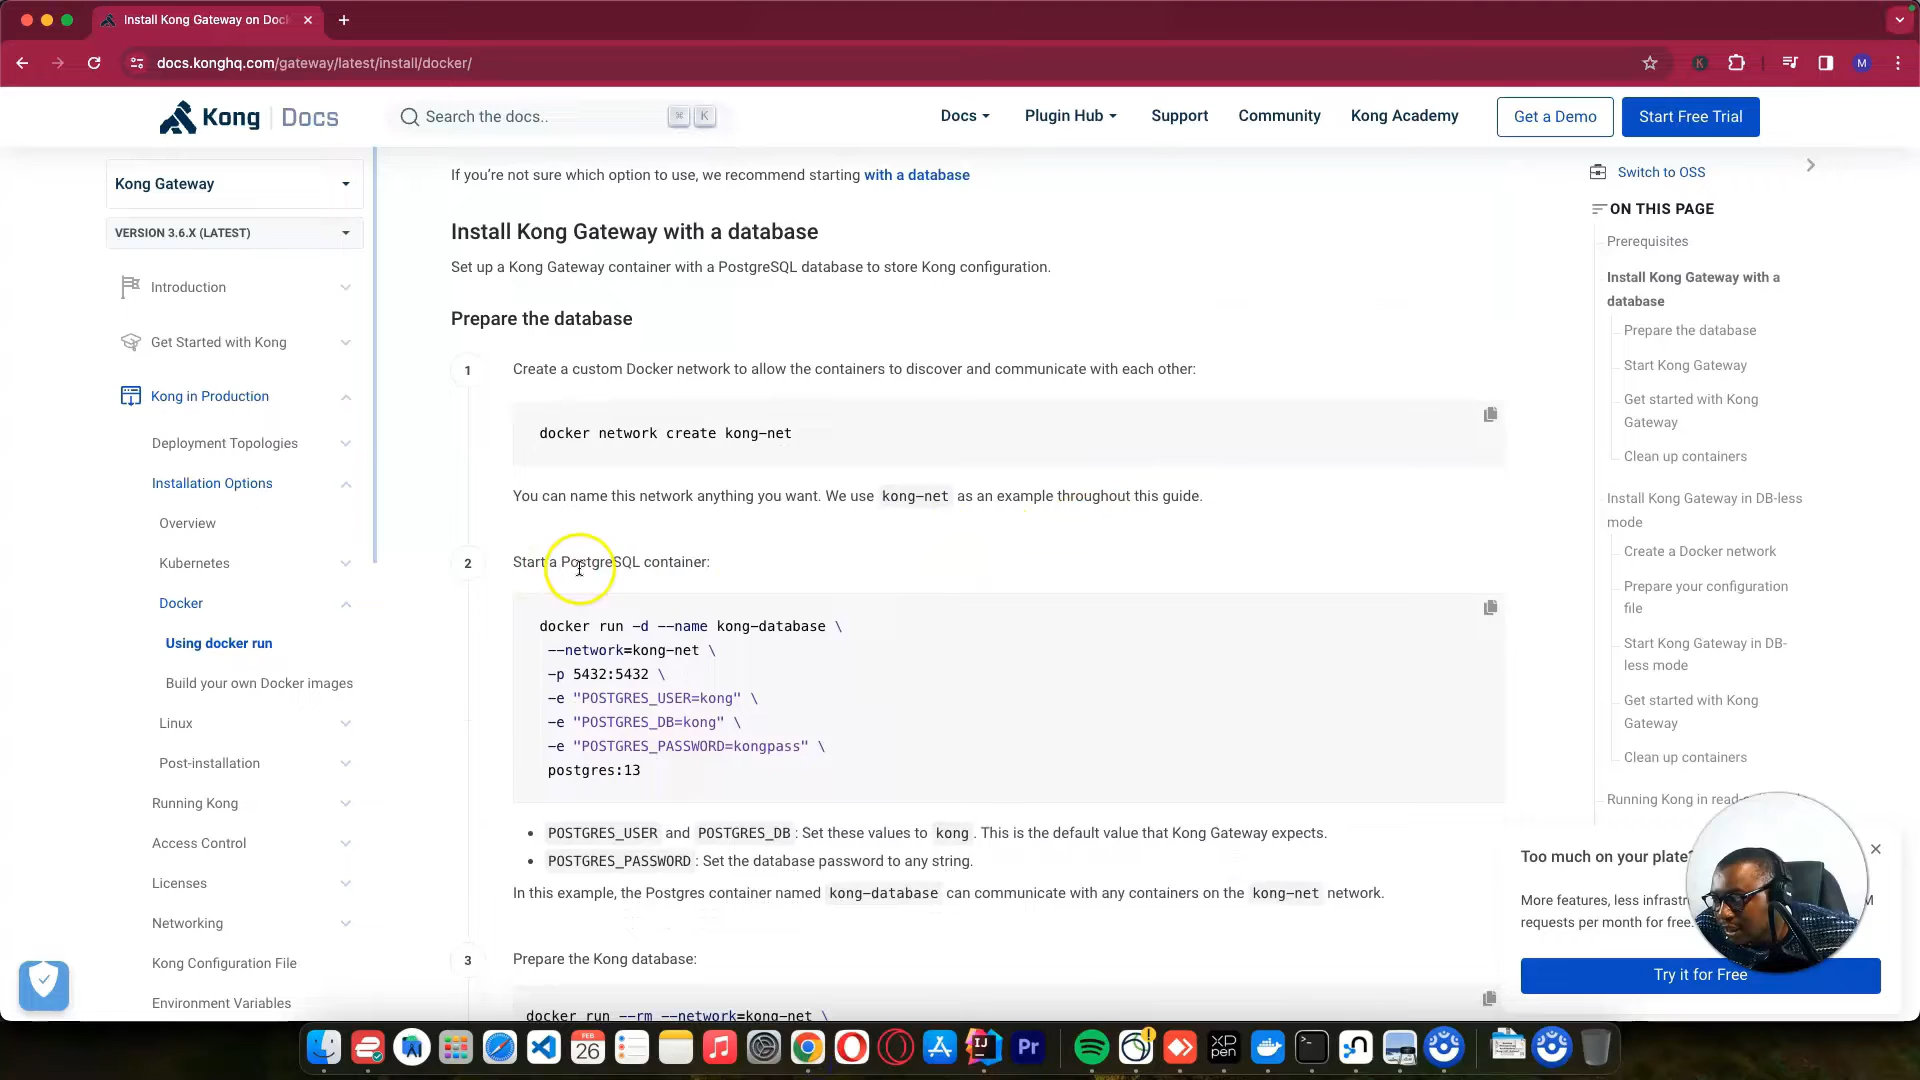 Install Kong Gateway on Dock
docs.konghq.com/gateway/latest/install/docker/
K
M
Kong Docs
Search the docs..
⌘ K
Docs
Plugin Hub
Support
Community
Kong Academy
Get a Demo
Start Free Trial
Kong Gateway
VERSION 3.6.X (LATEST)
Introduction
Get Started with Kong
Kong in Production
Deployment Topologies
Installation Options
Overview
Kubernetes
Docker
Using docker run
Build your own Docker images
Linux
Post-installation
Running Kong
Access Control
Licenses
Networking
Kong Configuration File
Environment Variables
If you're not sure which option to use, we recommend starting with a database
Install Kong Gateway with a database
Set up a Kong Gateway container with a PostgreSQL database to store Kong configuration.
Prepare the database
1
Create a custom Docker network to allow the containers to discover and communicate with each other:
docker network create kong-net
You can name this network anything you want. We use kong-net as an example throughout this guide.
2
Start a PostgreSQL container:
docker run -d --name kong-database \
--network=kong-net \
-p 5432:5432 \
-e "POSTGRES_USER=kong" \
-e "POSTGRES_DB=kong" \
-e "POSTGRES_PASSWORD=kongpass" \
postgres:13
• POSTGRES_USER and POSTGRES_DB : Set these values to kong . This is the default value that Kong Gateway expects.
• POSTGRES_PASSWORD : Set the database password to any string.
In this example, the Postgres container named kong-database can communicate with any containers on the kong-net network.
3
Prepare the Kong database:
docker run --rm --network=kong-net \
Switch to OSS
ON THIS PAGE
Prerequisites
Install Kong Gateway with a
database
Prepare the database
Start Kong Gateway
Get started with Kong
Gateway
Clean up containers
Install Kong Gateway in DB-less
mode
Create a Docker network
Prepare your configuration
file
Start Kong Gateway in DB-
less mode
Get started with Kong
Gateway
Clean up containers
Running Kong in read-
Too much on your plate?
More features, less infrastr
requests per month for free.
Try it for Free
FEB
26
IJ
Pr
XP
pen